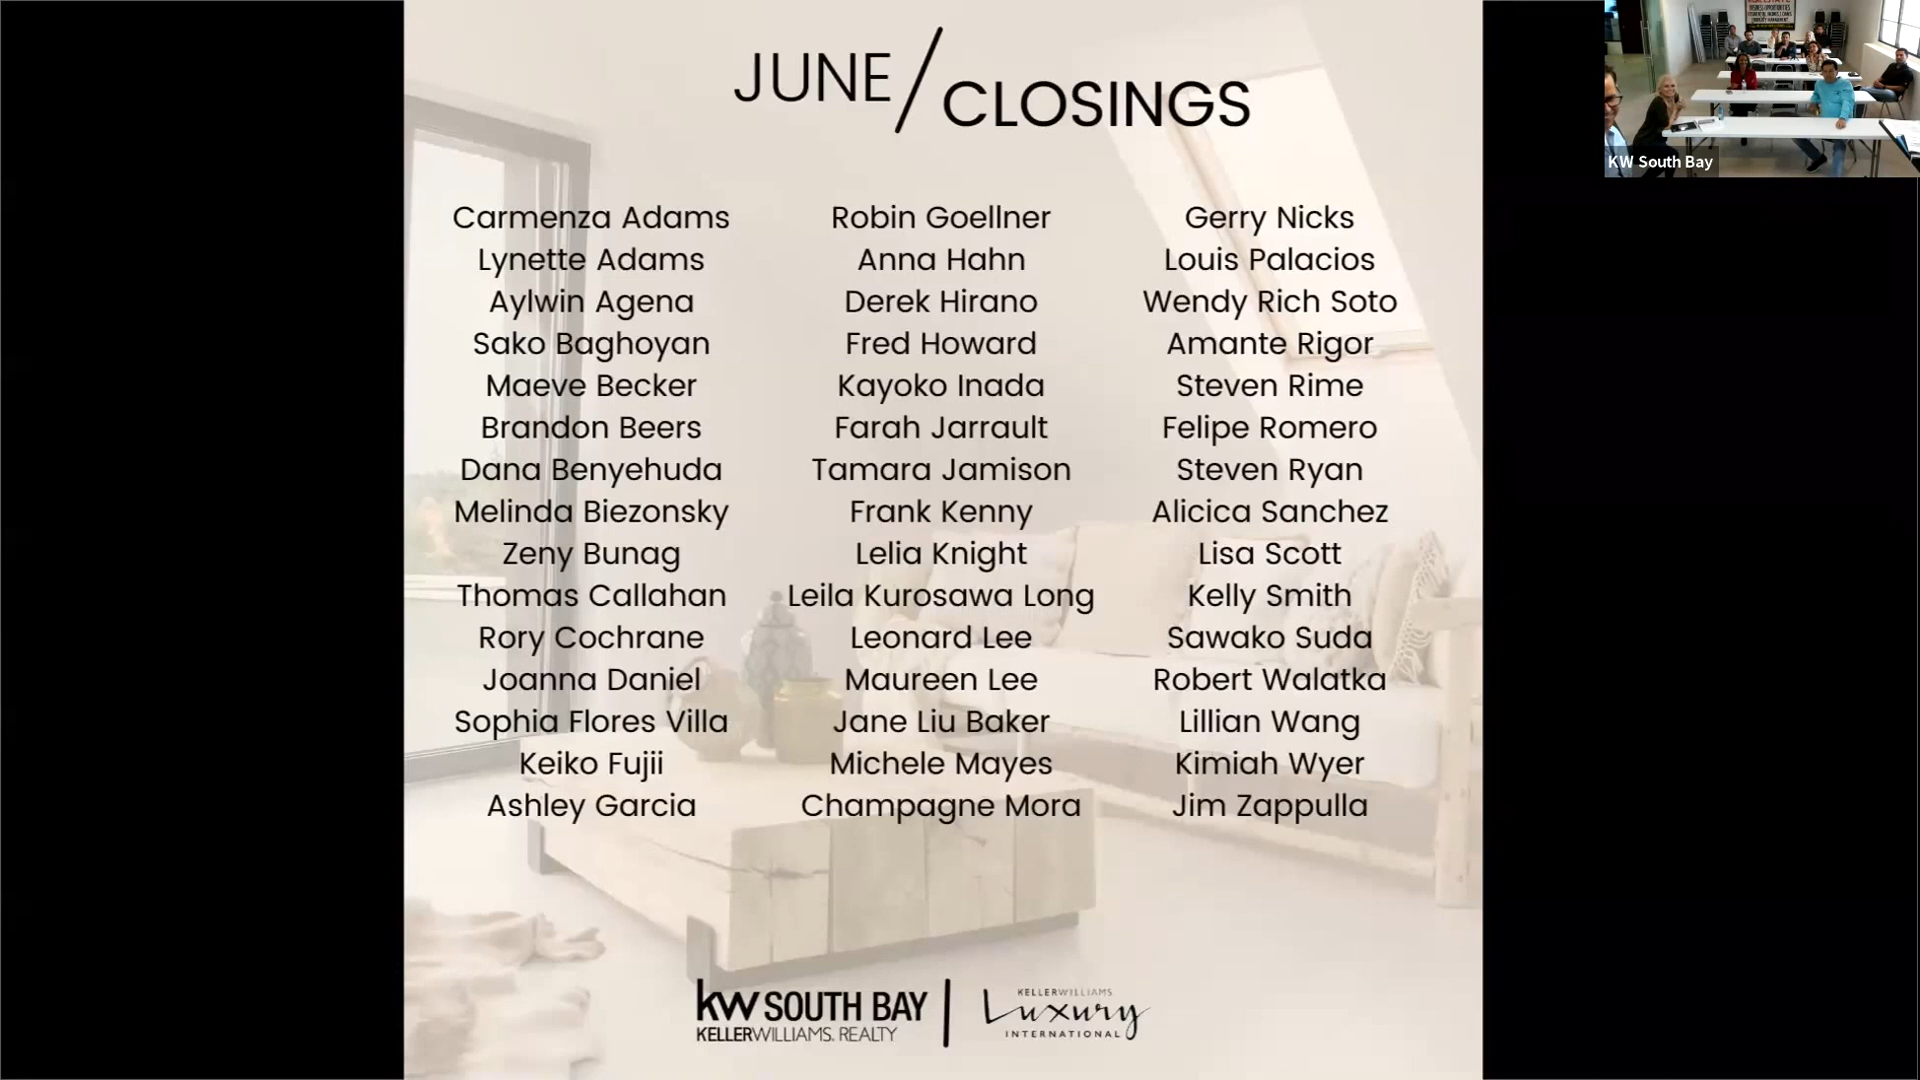 JUNE/CLOSINGS
Carmenza Adams
Lynette Adams
Aylwin Agena
Sako Baghoyan
Maeve Becker
Brandon Beers
Dana Benyehuda
Melinda Biezonsky
Zeny Bunag
Thomas Callahan
Rory Cochrane
Joanna Daniel
Sophia Flores Villa
Keiko Fujii
Ashley Garcia
Robin Goellner
Anna Hahn
Derek Hirano
Fred Howard
Kayoko Inada
Farah Jarrault
Tamara Jamison
Frank Kenny
Lelia Knight
Leila Kurosawa Long
Leonard Lee
Maureen Lee
Jane Liu Baker
Michele Mayes
Champagne Mora
Gerry Nicks
Louis Palacios
Wendy Rich Soto
Amante Rigor
Steven Rime
Felipe Romero
Steven Ryan
Alicica Sanchez
Lisa Scott
Kelly Smith
Sawako Suda
Robert Walatka
Lillian Wang
Kimiah Wyer
Jim Zappulla
kw SOUTH BAY
KELLERWILLIAMS. REALTY
KELLERWILLIAMS
Luxury
INTERNATIONAL
KW South Bay